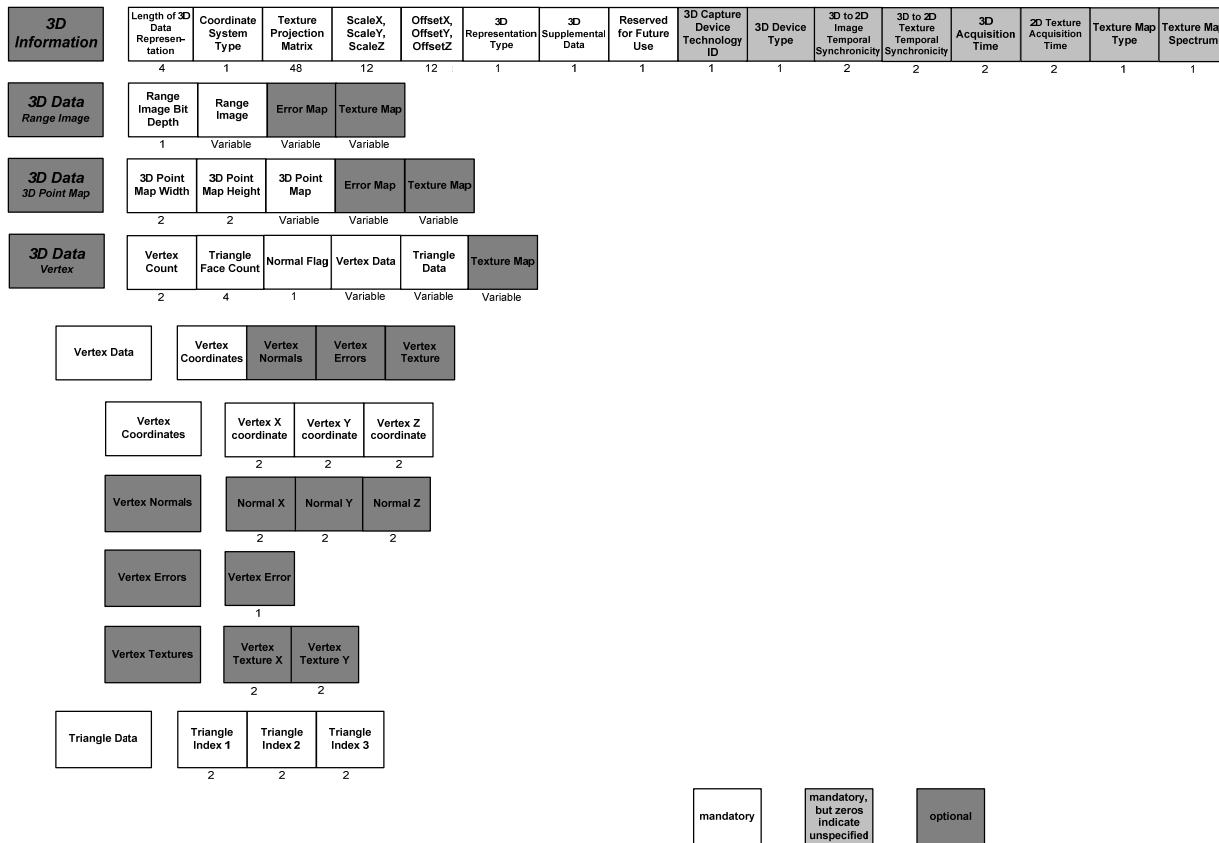 3D
Information
Length of 3D
Data
Represen-
tation
Coordinate
System
Type
Texture
Projection
Matrix
ScaleX,
ScaleY,
ScaleZ
OffsetX,
OffsetY,
OffsetZ
3D
Representation
Type
3D
Supplemental
Data
Reserved
for Future
Use
3D Capture
Device
Technology
ID
3D Device
Type
3D to 2D
Image
Temporal
Synchronicity
3D to 2D
Texture
Temporal
Synchronicity
3D
Acquisition
Time
2D Texture
Acquisition
Time
Texture Map
Type
Texture Map
Spectrum
4 1 48 12 12 1 1 1 1 1 2 2 2 2 1 1
3D Data
Range Image
Range
Image Bit
Depth
Range
Image
Error Map
Texture Map
1 Variable Variable Variable
3D Data
3D Point Map
3D Point
Map Width
3D Point
Map Height
3D Point
Map
Error Map
Texture Map
2 2 Variable Variable Variable
3D Data
Vertex
Vertex
Count
Triangle
Face Count
Normal Flag
Vertex Data
Triangle
Data
Texture Map
2 4 1 Variable Variable Variable
Vertex Data
Vertex
Coordinates
Vertex
Normals
Vertex
Errors
Vertex
Texture
Vertex
Coordinates
Vertex X
coordinate
Vertex Y
coordinate
Vertex Z
coordinate
2 2 2
Vertex Normals
Normal X
Normal Y
Normal Z
2 2 2
Vertex Errors
Vertex Error
1
Vertex Textures
Vertex
Texture X
Vertex
Texture Y
2 2
Triangle Data
Triangle
Index 1
Triangle
Index 2
Triangle
Index 3
2 2 2
mandatory
mandatory,
but zeros
indicate
unspecified
optional